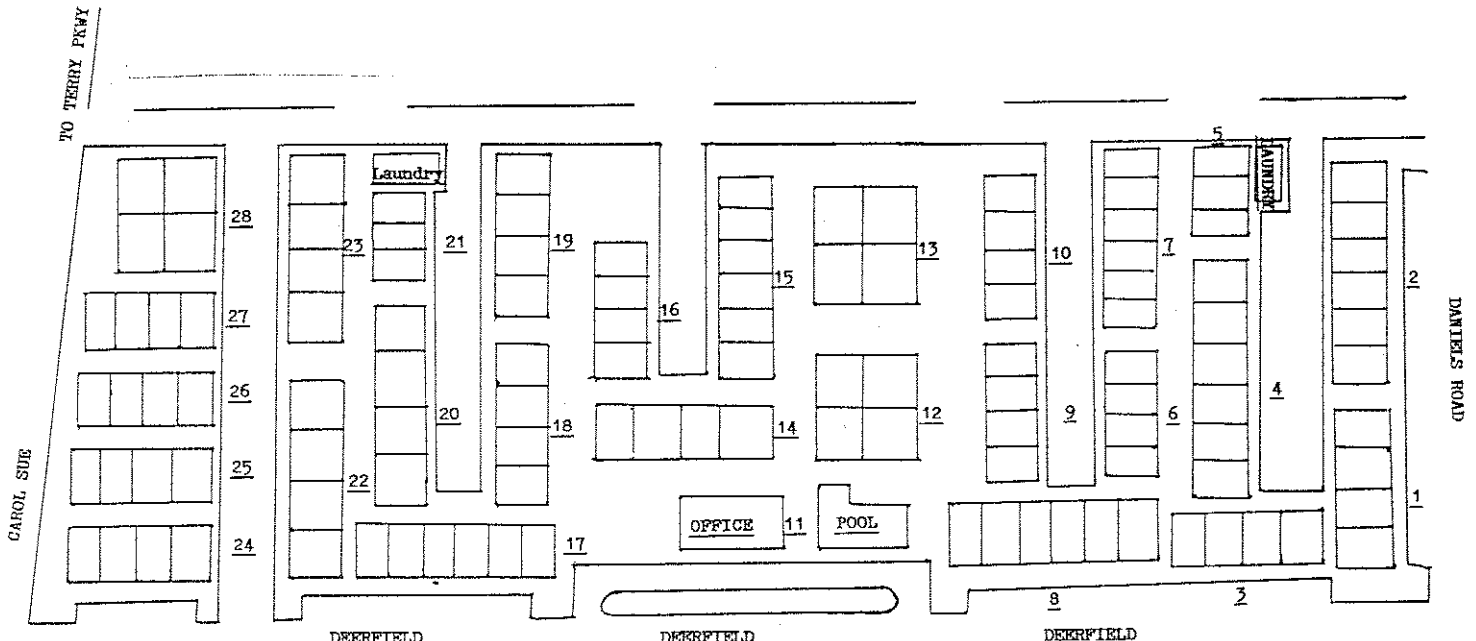 TO TERRY PKWY
5
Laundry
LAUNDRY
28
23
21
19
15
13
10
7
2
27
16
DANIELS ROAD
26
20
18
14
12
9
6
4
CAROL SUE
25
22
1
24
17
OFFICE
11
POOL
8
3
DEERFIELD
DEERFIELD
DEERFIELD